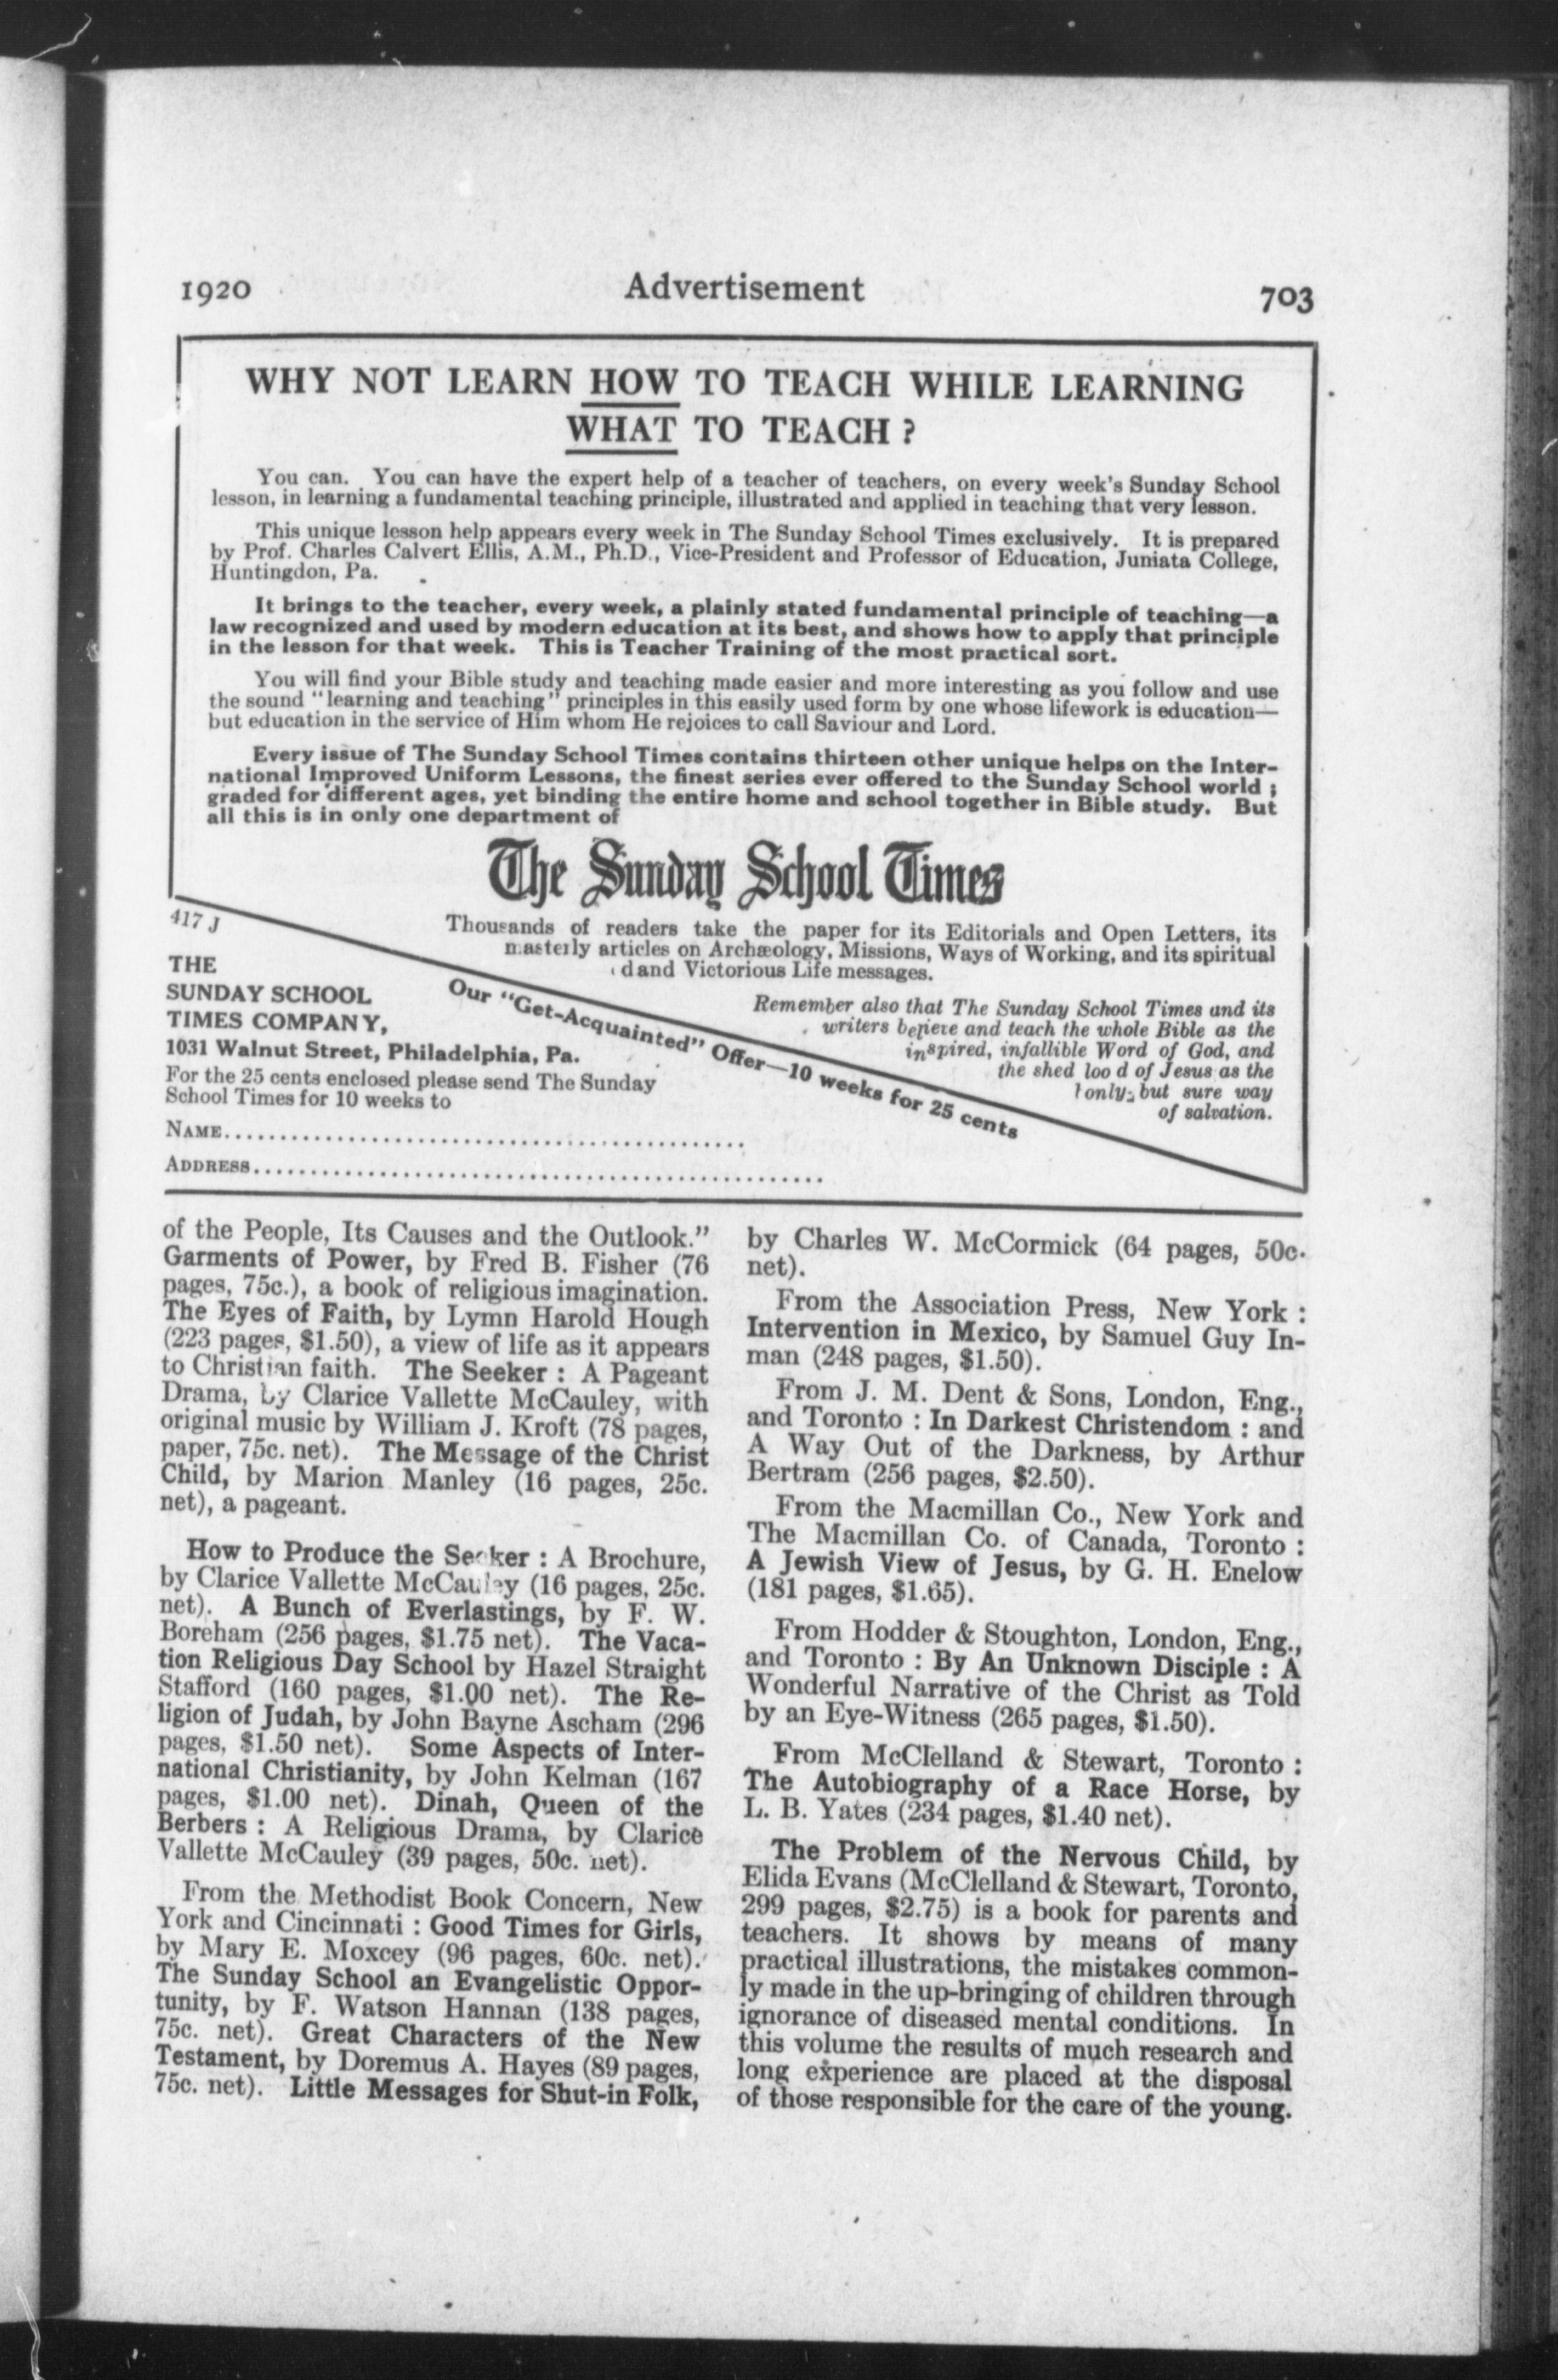 1920 Advertisement 703
WHY NOT LEARN HOW TO TEACH WHILE LEARNING
WHAT TO TEACH ?
You can. You can have the expert help of a teacher of teachers, on every week's Sunday School
lesson, in learning a fundamental teaching principle, illustrated and applied in teaching that very lesson.
This unique lesson help appears every week in The Sunday School Times exclusively. It is prepared
by Prof. Charles Calvert Ellis, A.M., Ph.D., Vice-President and Professor of Education, Juniata College,
Huntingdon, Pa.
It brings to the teacher, every week, a plainly stated fundamental principle of teaching—a
law recognized and used by modern education at its best, and shows how to apply that principle
in the lesson for that week. This is Teacher Training of the most practical sort.
You will find your Bible study and teaching made easier and more interesting as you follow and use
the sound "learning and teaching" principles in this easily used form by one whose lifework is education—
but education in the service of Him whom He rejoices to call Saviour and Lord.
Every issue of The Sunday School Times contains thirteen other unique helps on the Inter-
national Improved Uniform Lessons, the finest series ever offered to the Sunday School world ;
graded for different ages, yet binding the entire home and school together in Bible study. But
all this is in only one department of
The Sunday School Times
Thousands of readers take the paper for its Editorials and Open Letters, its
masterly articles on Archæology, Missions, Ways of Working, and its spiritual
and Victorious Life messages.
Remember also that The Sunday School Times and its
writers believe and teach the whole Bible as the
inspired, infallible Word of God, and
the shed loo d of Jesus as the
only but sure way
of salvation.
Our "Get-Acquainted" Offer—10 weeks for 25 cents
417 J
THE
SUNDAY SCHOOL
TIMES COMPANY,
1031 Walnut Street, Philadelphia, Pa.
For the 25 cents enclosed please send The Sunday
School Times for 10 weeks to
NAME................................................
ADDRESS....................................................
of the People, Its Causes and the Outlook."
Garments of Power, by Fred B. Fisher (76
pages, 75c.), a book of religious imagination.
The Eyes of Faith, by Lymn Harold Hough
(223 pages, $1.50), a view of life as it appears
to Christian faith. The Seeker : A Pageant
Drama, by Clarice Vallette McCauley, with
original music by William J. Kroft (78 pages,
paper, 75c. net). The Message of the Christ
Child, by Marion Manley (16 pages, 25c.
net), a pageant.
How to Produce the Seeker : A Brochure,
by Clarice Vallette McCauley (16 pages, 25c.
net). A Bunch of Everlastings, by F. W.
Boreham (256 pages, $1.75 net). The Vaca-
tion Religious Day School by Hazel Straight
Stafford (160 pages, $1.00 net). The Re-
ligion of Judah, by John Bayne Ascham (296
pages, $1.50 net). Some Aspects of Inter-
national Christianity, by John Kelman (167
pages, $1.00 net). Dinah, Queen of the
Berbers : A Religious Drama, by Clarice
Vallette McCauley (39 pages, 50c. net).
From the Methodist Book Concern, New
York and Cincinnati : Good Times for Girls,
by Mary E. Moxcey (96 pages, 60c. net).
The Sunday School an Evangelistic Oppor-
tunity, by F. Watson Hannan (138 pages,
75c. net). Great Characters of the New
Testament, by Doremus A. Hayes (89 pages,
75c. net). Little Messages for Shut-in Folk,
by Charles W. McCormick (64 pages, 50c.
net).
From the Association Press, New York :
Intervention in Mexico, by Samuel Guy In-
man (248 pages, $1.50).
From J. M. Dent & Sons, London, Eng.,
and Toronto : In Darkest Christendom : and
A Way Out of the Darkness, by Arthur
Bertram (256 pages, $2.50).
From the Macmillan Co., New York and
The Macmillan Co. of Canada, Toronto :
A Jewish View of Jesus, by G. H. Enelow
(181 pages, $1.65).
From Hodder & Stoughton, London, Eng.,
and Toronto : By An Unknown Disciple : A
Wonderful Narrative of the Christ as Told
by an Eye-Witness (265 pages, $1.50).
From McClelland & Stewart, Toronto :
The Autobiography of a Race Horse, by
L. B. Yates (234 pages, $1.40 net).
The Problem of the Nervous Child, by
Elida Evans (McClelland & Stewart, Toronto,
299 pages, $2.75) is a book for parents and
teachers. It shows by means of many
practical illustrations, the mistakes common-
ly made in the up-bringing of children through
ignorance of diseased mental conditions. In
this volume the results of much research and
long experience are placed at the disposal
of those responsible for the care of the young.